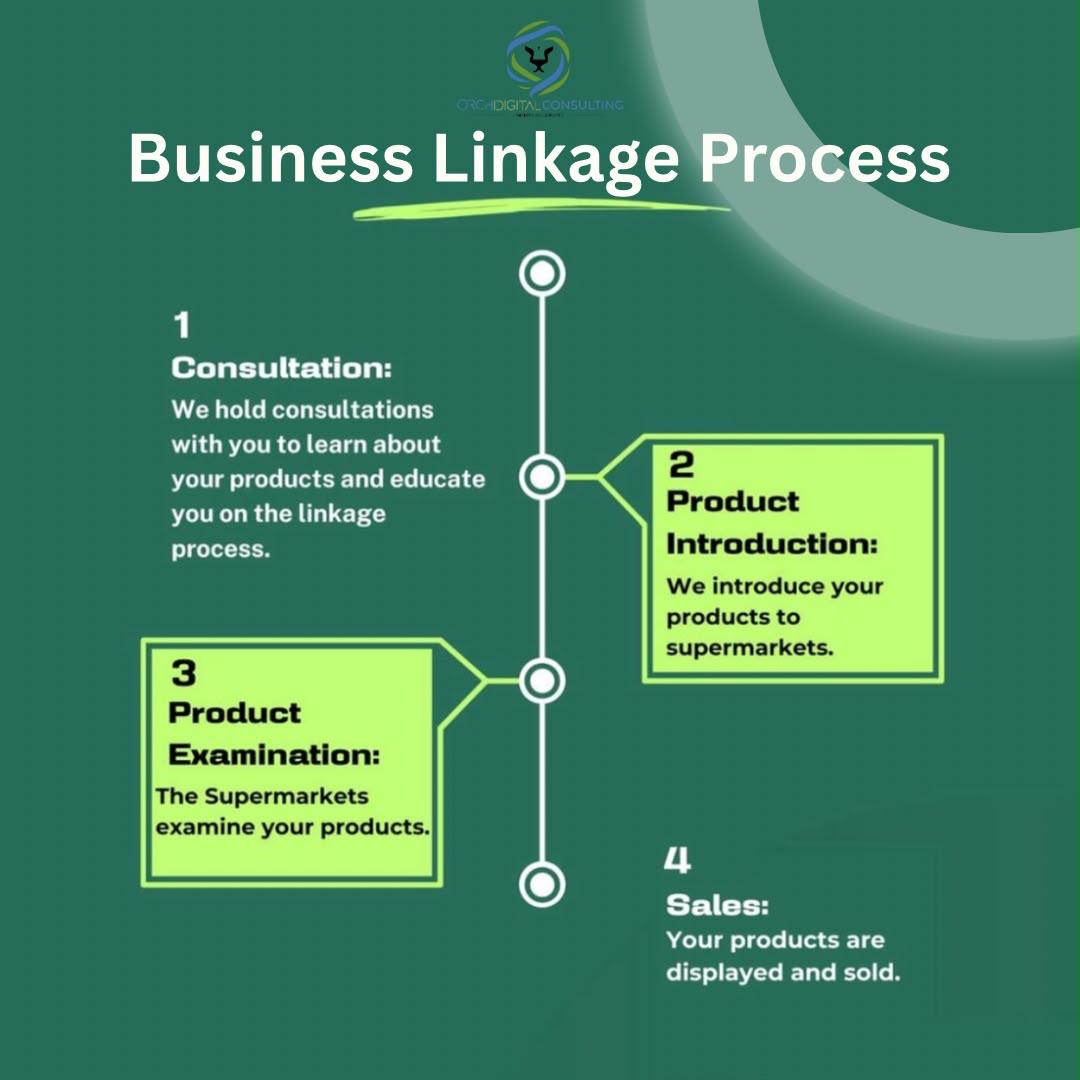 ORCHDIGITALCONSULTING
Business Linkage Process
1
Consultation:
We hold consultations
with you to learn about
your products and educate
you on the linkage
process.
2
Product
Introduction:
We introduce your
products to
supermarkets.
3
Product
Examination:
The Supermarkets
examine your products.
4
Sales:
Your products are
displayed and sold.